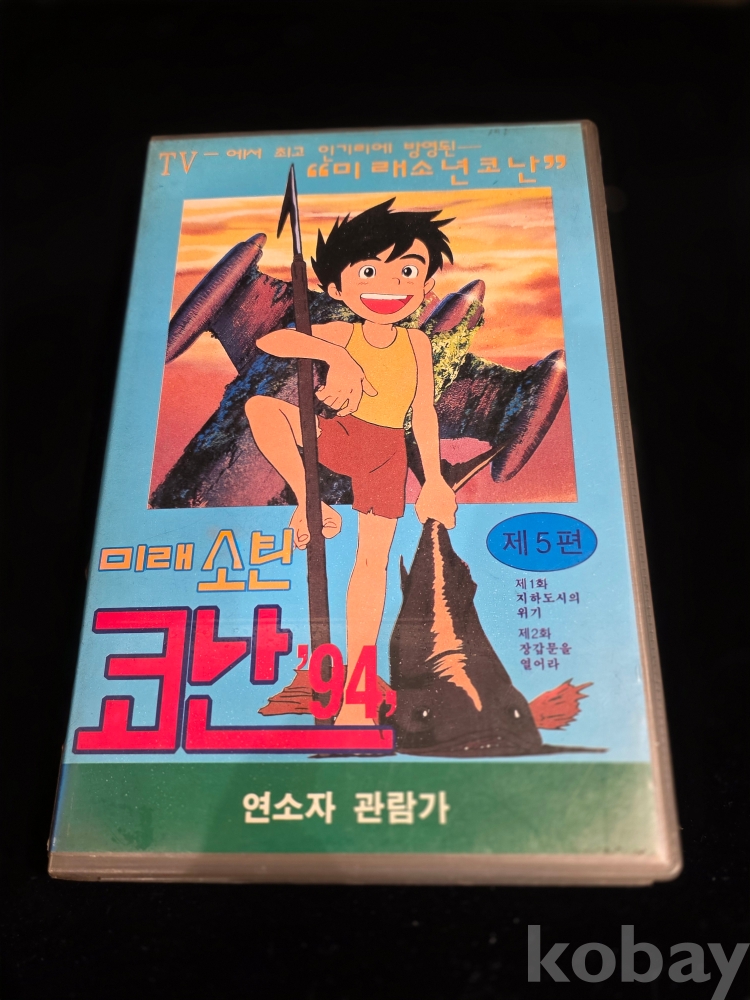 TV - 에서 최고 인기리에 방영된 —
“미래소년코난”
제 5 편
제1화
지하도시의
위기
제2화
장갑문을
열어라
미래 소년
코난 '94,
연소자 관람가
kobay